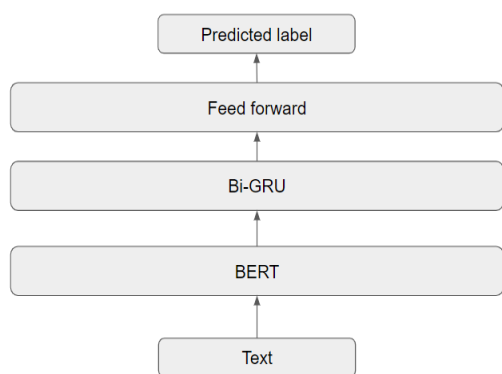 Predicted label
Feed forward
Bi-GRU
BERT
Text